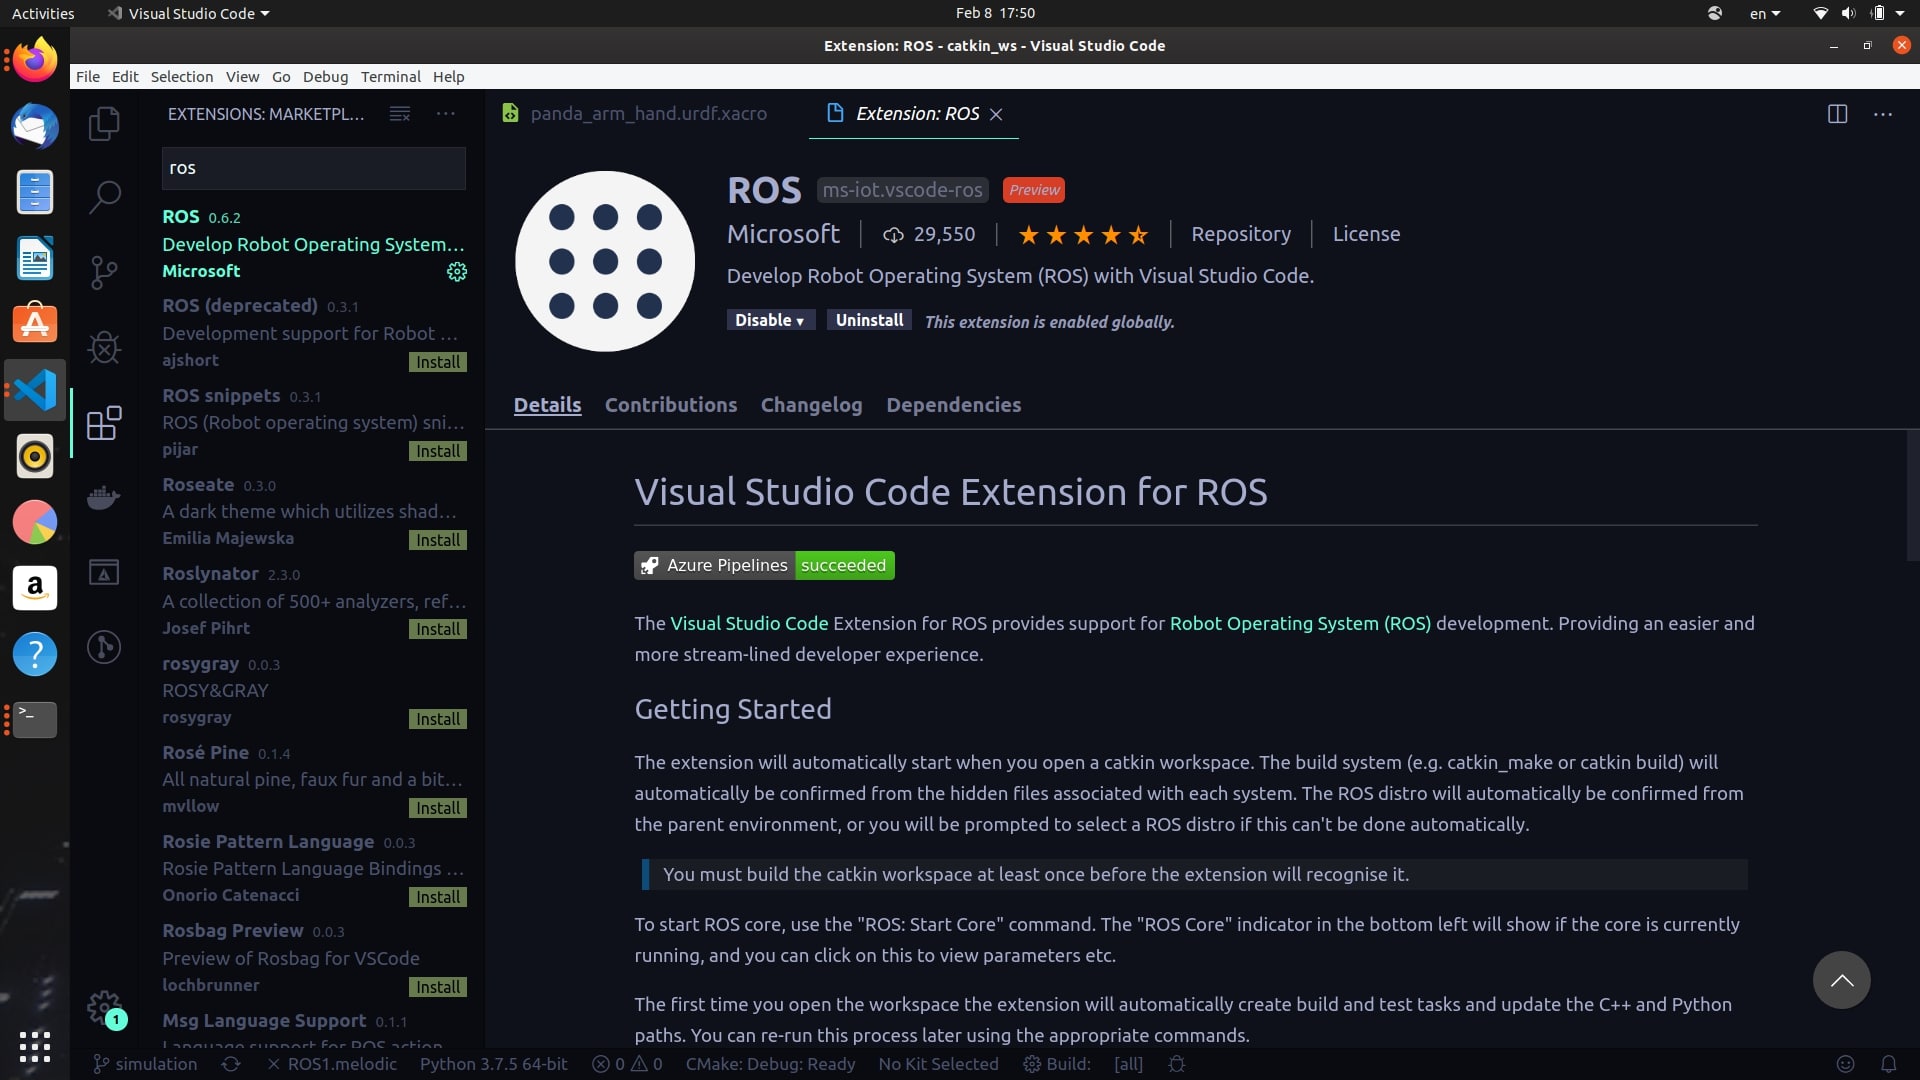 Activities
Visual Studio Code
Feb 8 17:50
en
Extension: ROS - catkin_ws - Visual Studio Code
File Edit Selection View Go Debug Terminal Help
EXTENSIONS: MARKETPL...
ros
ROS 0.6.2
Develop Robot Operating System...
Microsoft
ROS (deprecated) 0.3.1
Development support for Robot ...
ajshort
Install
ROS snippets 0.3.1
ROS (Robot operating system) sni...
pijar
Install
Roseate 0.3.0
A dark theme which utilizes shad...
Emilia Majewska
Install
Roslynator 2.3.0
A collection of 500+ analyzers, ref...
Josef Pihrt
Install
rosygray 0.0.3
ROSY&GRAY
rosygray
Install
Rosé Pine 0.1.4
All natural pine, faux fur and a bit...
mvllow
Install
Rosie Pattern Language 0.0.3
Rosie Pattern Language Bindings ...
Onorio Catenacci
Install
Rosbag Preview 0.0.3
Preview of Rosbag for VSCode
lochbrunner
Install
Msg Language Support 0.1.1
Language support for ROS action
1
panda_arm_hand.urdf.xacro
Extension: ROS
ROS ms-iot.vscode-ros Preview
Microsoft 29,550 Repository License
Develop Robot Operating System (ROS) with Visual Studio Code.
Disable Uninstall This extension is enabled globally.
Details Contributions Changelog Dependencies
Visual Studio Code Extension for ROS
Azure Pipelines succeeded
The Visual Studio Code Extension for ROS provides support for Robot Operating System (ROS) development. Providing an easier and
more stream-lined developer experience.
Getting Started
The extension will automatically start when you open a catkin workspace. The build system (e.g. catkin_make or catkin build) will
automatically be confirmed from the hidden files associated with each system. The ROS distro will automatically be confirmed from
the parent environment, or you will be prompted to select a ROS distro if this can't be done automatically.
You must build the catkin workspace at least once before the extension will recognise it.
To start ROS core, use the "ROS: Start Core" command. The "ROS Core" indicator in the bottom left will show if the core is currently
running, and you can click on this to view parameters etc.
The first time you open the workspace the extension will automatically create build and test tasks and update the C++ and Python
paths. You can re-run this process later using the appropriate commands.
simulation
ROS1.melodic
Python 3.7.5 64-bit
0 0
CMake: Debug: Ready
No Kit Selected
Build:
[all]